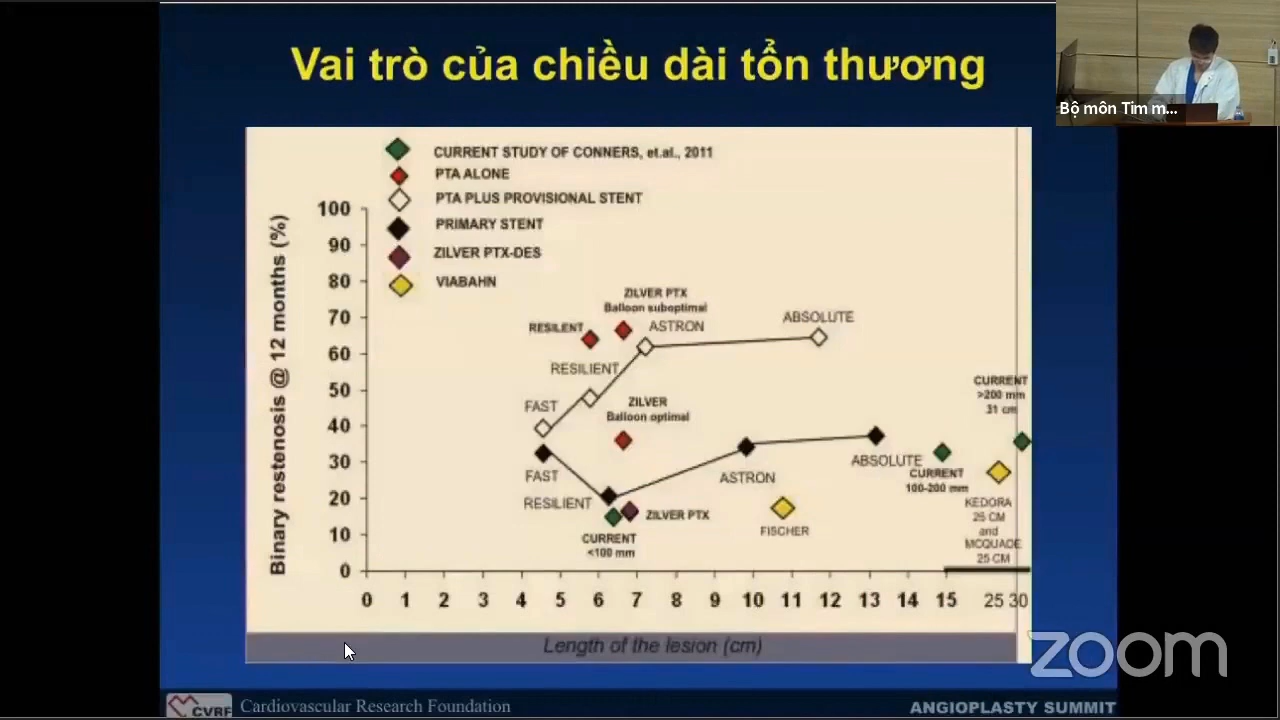 Vai trò của chiều dài tổn thương
Bộ môn Tim m...
CURRENT STUDY OF CONNERS, et.al., 2011
PTA ALONE
PTA PLUS PROVISIONAL STENT
PRIMARY STENT
ZILVER PTX-DES
VIABAHN
Binary restenosis @ 12 months (%)
100
90
80
70
60
50
40
30
20
10
0
ZILVER PTX
Balloon suboptimal
RESILENT
ASTRON
ABSOLUTE
RESILIENT
FAST
ZILVER
Balloon optimal
CURRENT
>200 mm
31 cm
FAST
RESILIENT
ASTRON
ABSOLUTE
CURRENT
100-200 mm
ZILVER PTX
CURRENT
<100 mm
FISCHER
KEDORA
25 CM
and
MCQUADE
25 CM
0 1 2 3 4 5 6 7 8 9 10 11 12 13 14 15 25 30
Length of the lesion (cm)
zoom
CVRF Cardiovascular Research Foundation
ANGIOPLASTY SUMMIT